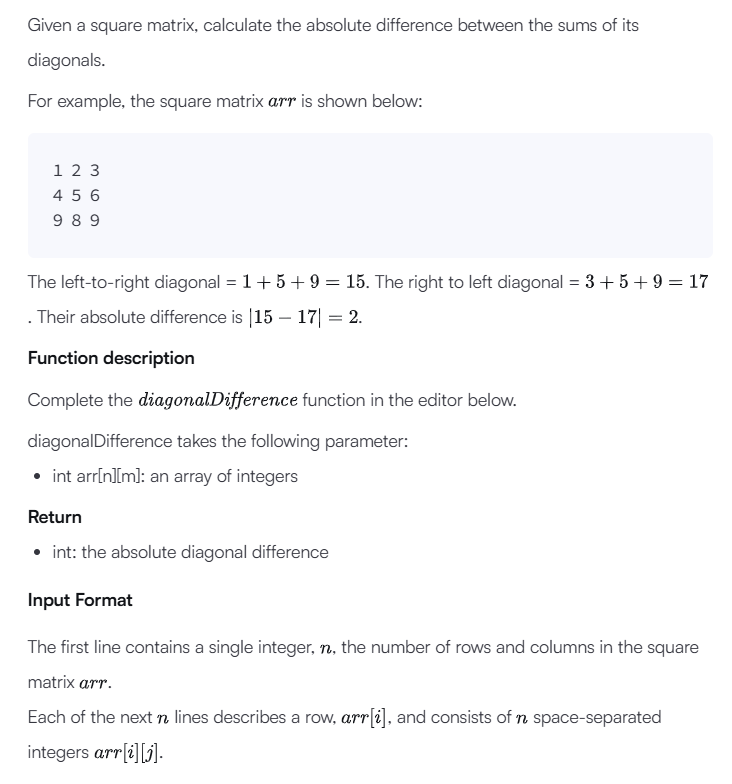 Given a square matrix, calculate the absolute difference between the sums of its
diagonals.
For example, the square matrix arr is shown below:
1 2 3
4 5 6
9 8 9
The left-to-right diagonal = 1 + 5 + 9 = 15. The right to left diagonal = 3 + 5 + 9 = 17
. Their absolute difference is |15 − 17| = 2.
Function description
Complete the diagonalDifference function in the editor below.
diagonalDifference takes the following parameter:
• int arr[n][m]: an array of integers
Return
• int: the absolute diagonal difference
Input Format
The first line contains a single integer, n, the number of rows and columns in the square
matrix arr.
Each of the next n lines describes a row, arr[i], and consists of n space-separated
integers arr[i][j].